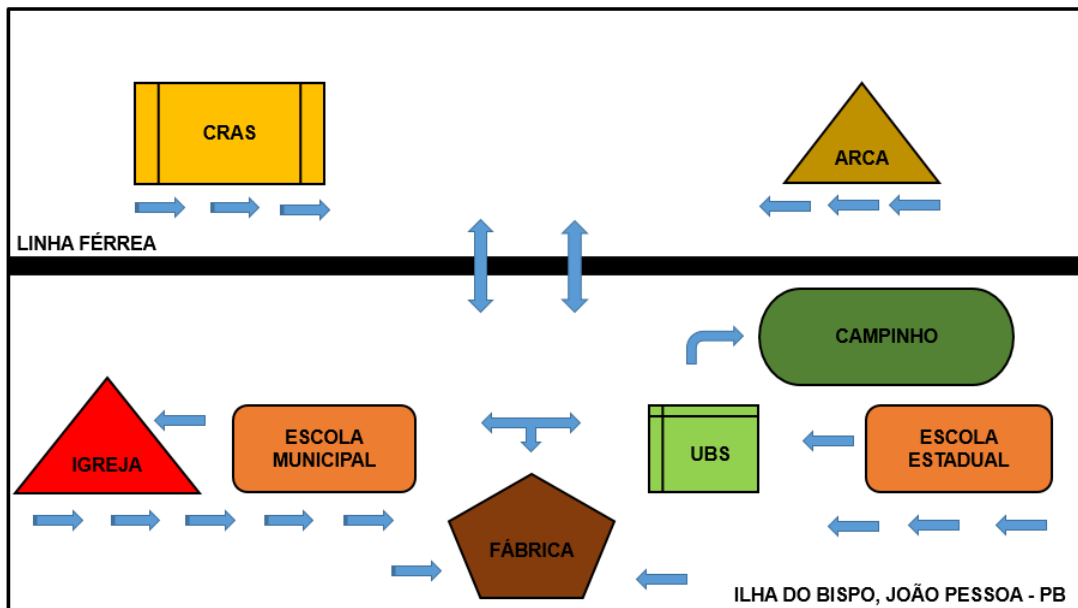 CRAS
ARCA
LINHA FÉRREA
CAMPINHO
IGREJA
ESCOLA
MUNICIPAL
UBS
ESCOLA
ESTADUAL
FÁBRICA
ILHA DO BISPO, JOÃO PESSOA - PB